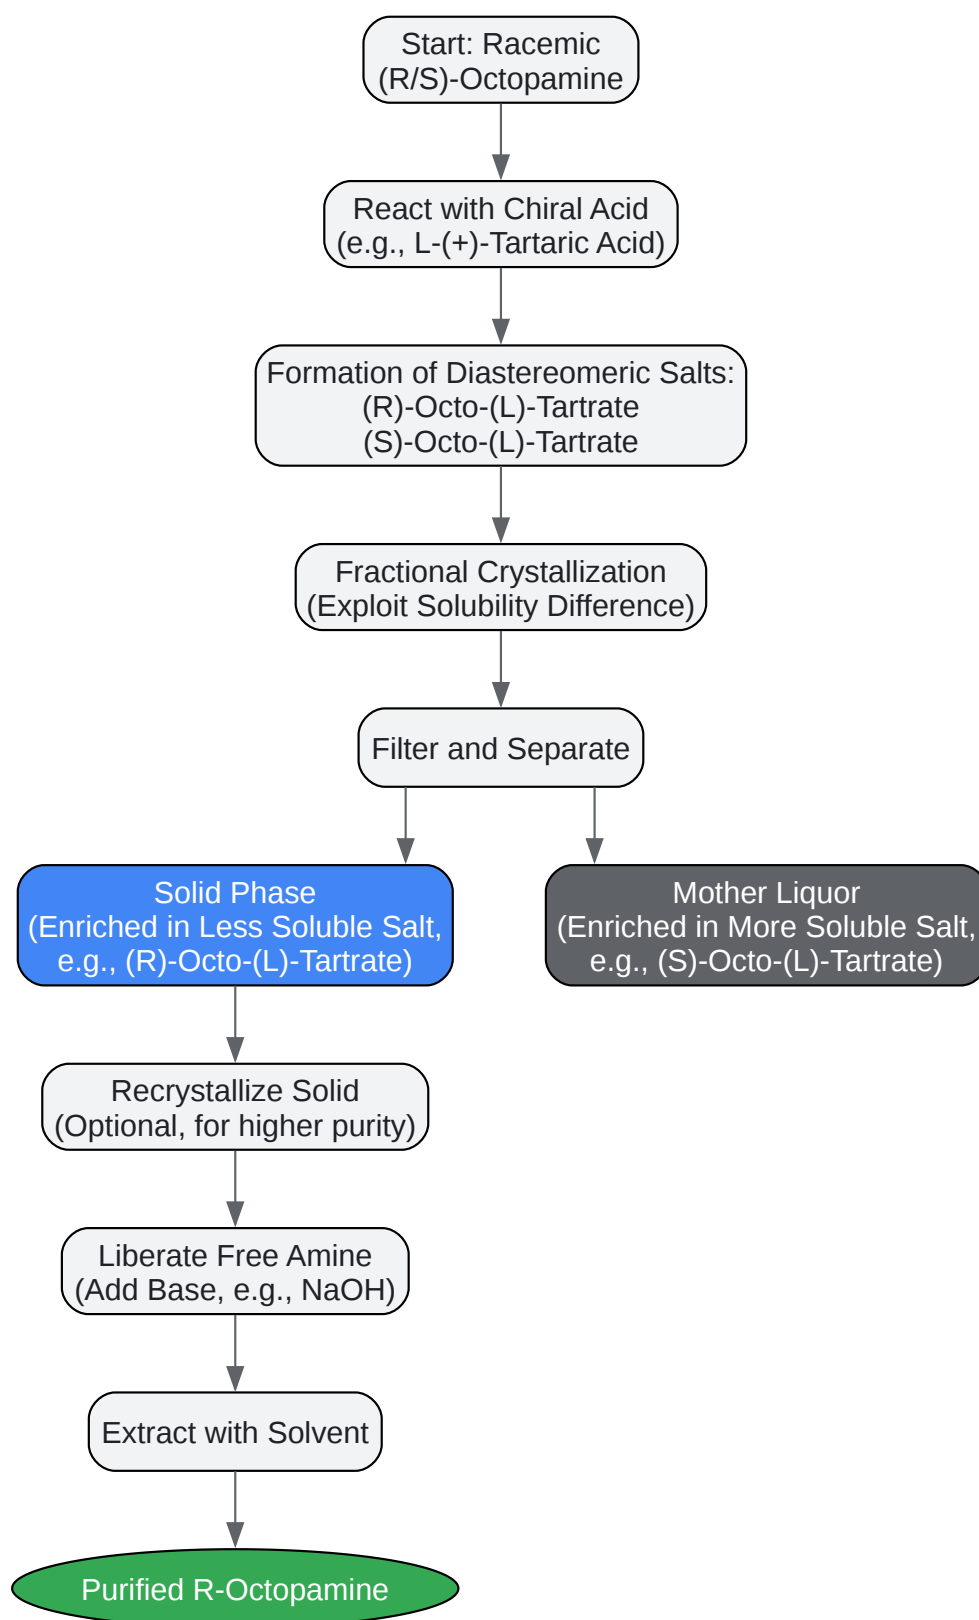 Start: Racemic
(R/S)-Octopamine
React with Chiral Acid
(e.g., L-(+)-Tartaric Acid)
Formation of Diastereomeric Salts:
(R)-Octo-(L)-Tartrate
(S)-Octo-(L)-Tartrate
Fractional Crystallization
(Exploit Solubility Difference)
Filter and Separate
Solid Phase
(Enriched in Less Soluble Salt,
e.g., (R)-Octo-(L)-Tartrate)
Mother Liquor
(Enriched in More Soluble Salt,
e.g., (S)-Octo-(L)-Tartrate)
Recrystallize Solid
(Optional, for higher purity)
Liberate Free Amine
(Add Base, e.g., NaOH)
Extract with Solvent
Purified R-Octopamine